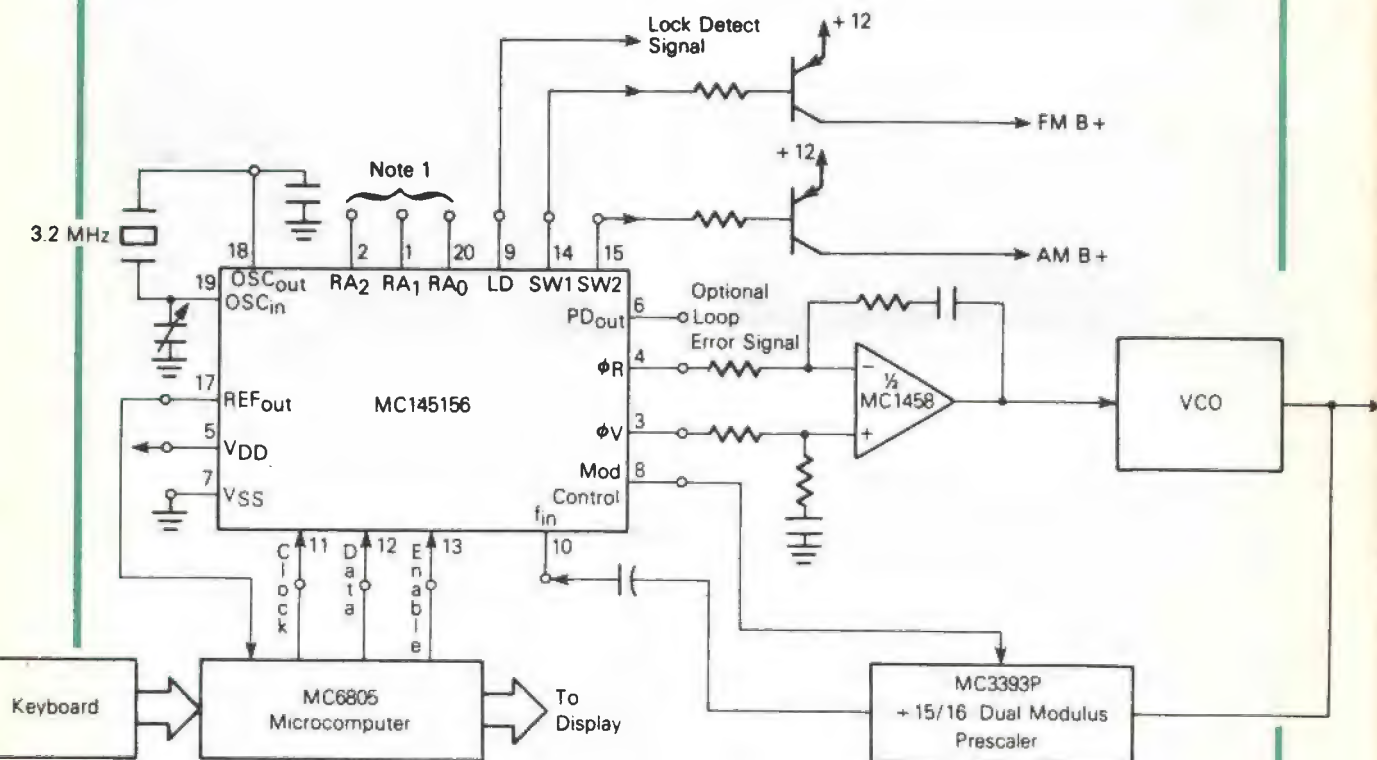 Lock Detect
Signal
+ 12
FM B +
+ 12
AM B +
Note 1
3.2 MHz
18
2
1
20
9
14
15
19
OSCout
RA2
RA1
RA0
LD
SW1
SW2
OSCin
PDout
6
Optional
Loop
Error Signal
ϕR
4
17
REFout
MC145156
−
½
MC1458
+
VCO
5
VDD
ϕV
3
7
VSS
Mod
Control
8
fin
10
Clock
11
Data
12
Enable
13
Keyboard
MC6805
Microcomputer
To
Display
MC3393P
+ 15/16 Dual Modulus
Prescaler